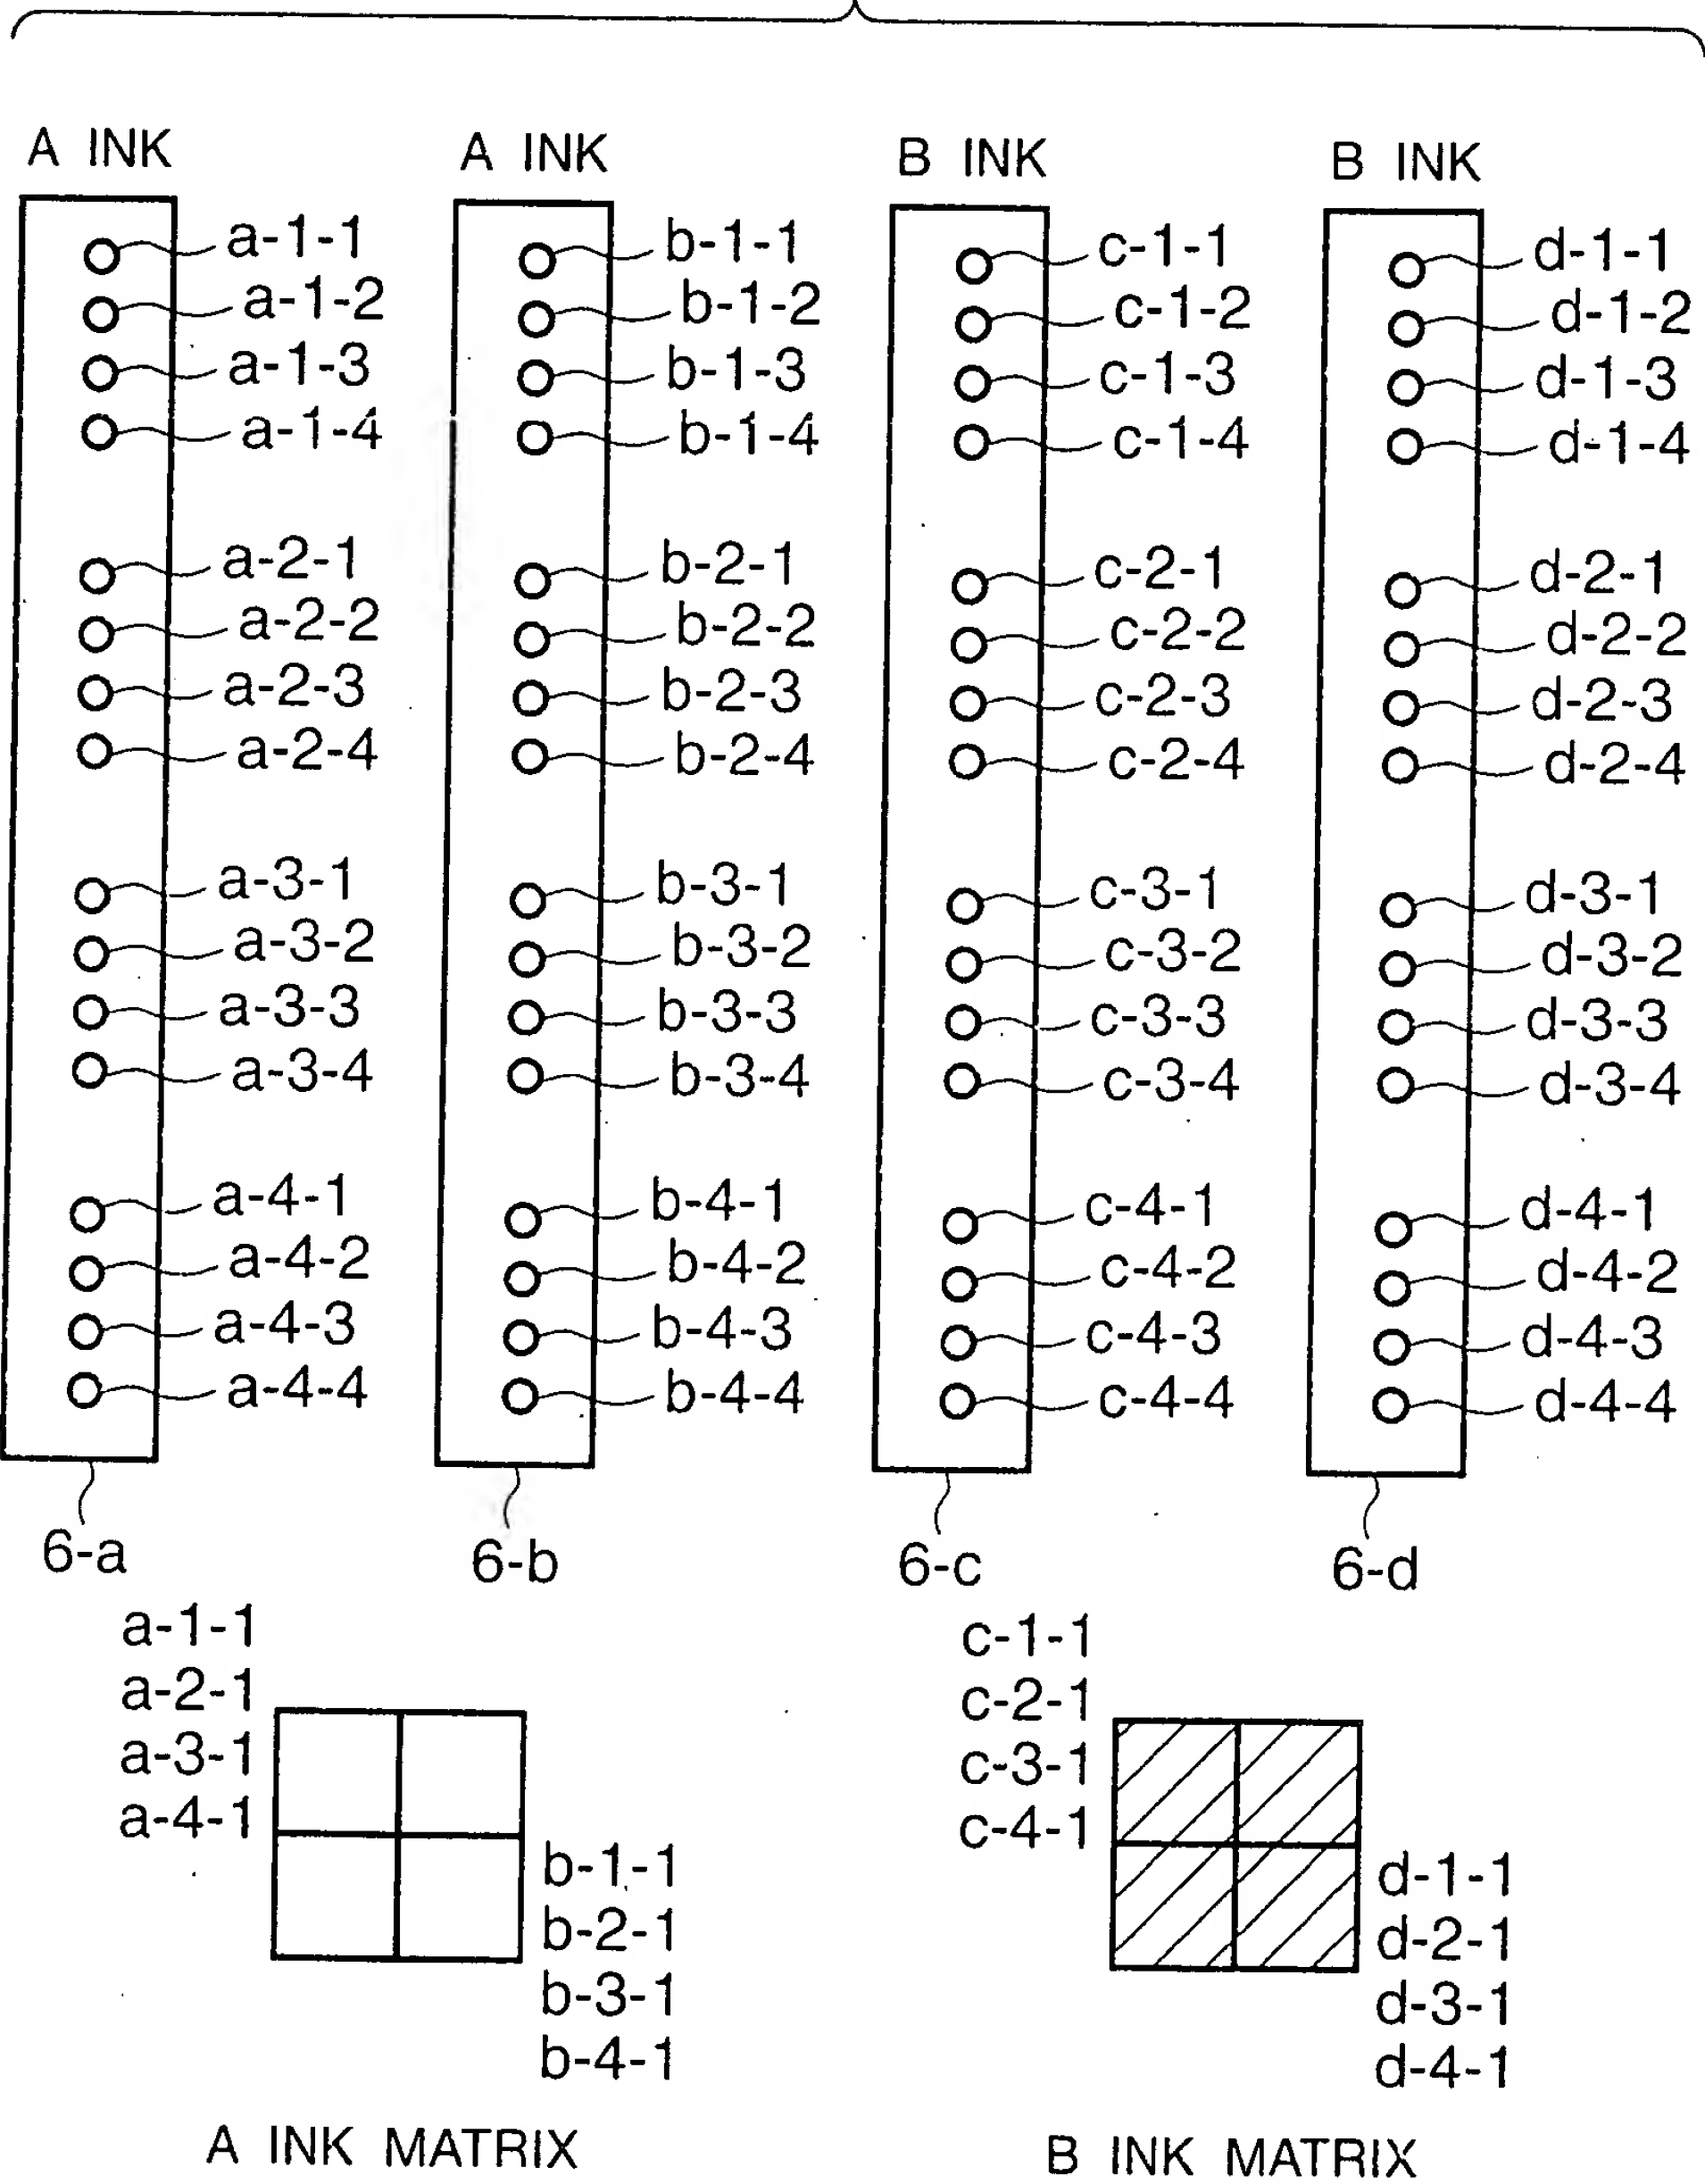 A INK A INK B INK B INK
a-1-1 b-1-1 c-1-1 d-1-1
a-1-2 b-1-2 c-1-2 d-1-2
a-1-3 b-1-3 c-1-3 d-1-3
a-1-4 b-1-4 c-1-4 d-1-4
a-2-1 b-2-1 c-2-1 d-2-1
a-2-2 b-2-2 c-2-2 d-2-2
a-2-3 b-2-3 c-2-3 d-2-3
a-2-4 b-2-4 c-2-4 d-2-4
a-3-1 b-3-1 c-3-1 d-3-1
a-3-2 b-3-2 c-3-2 d-3-2
a-3-3 b-3-3 c-3-3 d-3-3
a-3-4 b-3-4 c-3-4 d-3-4
a-4-1 b-4-1 c-4-1 d-4-1
a-4-2 b-4-2 c-4-2 d-4-2
a-4-3 b-4-3 c-4-3 d-4-3
a-4-4 b-4-4 c-4-4 d-4-4
6-a 6-b 6-c 6-d
a-1-1
a-2-1
a-3-1
a-4-1
b-1-1
b-2-1
b-3-1
b-4-1
A INK MATRIX
c-1-1
c-2-1
c-3-1
c-4-1
d-1-1
d-2-1
d-3-1
d-4-1
B INK MATRIX